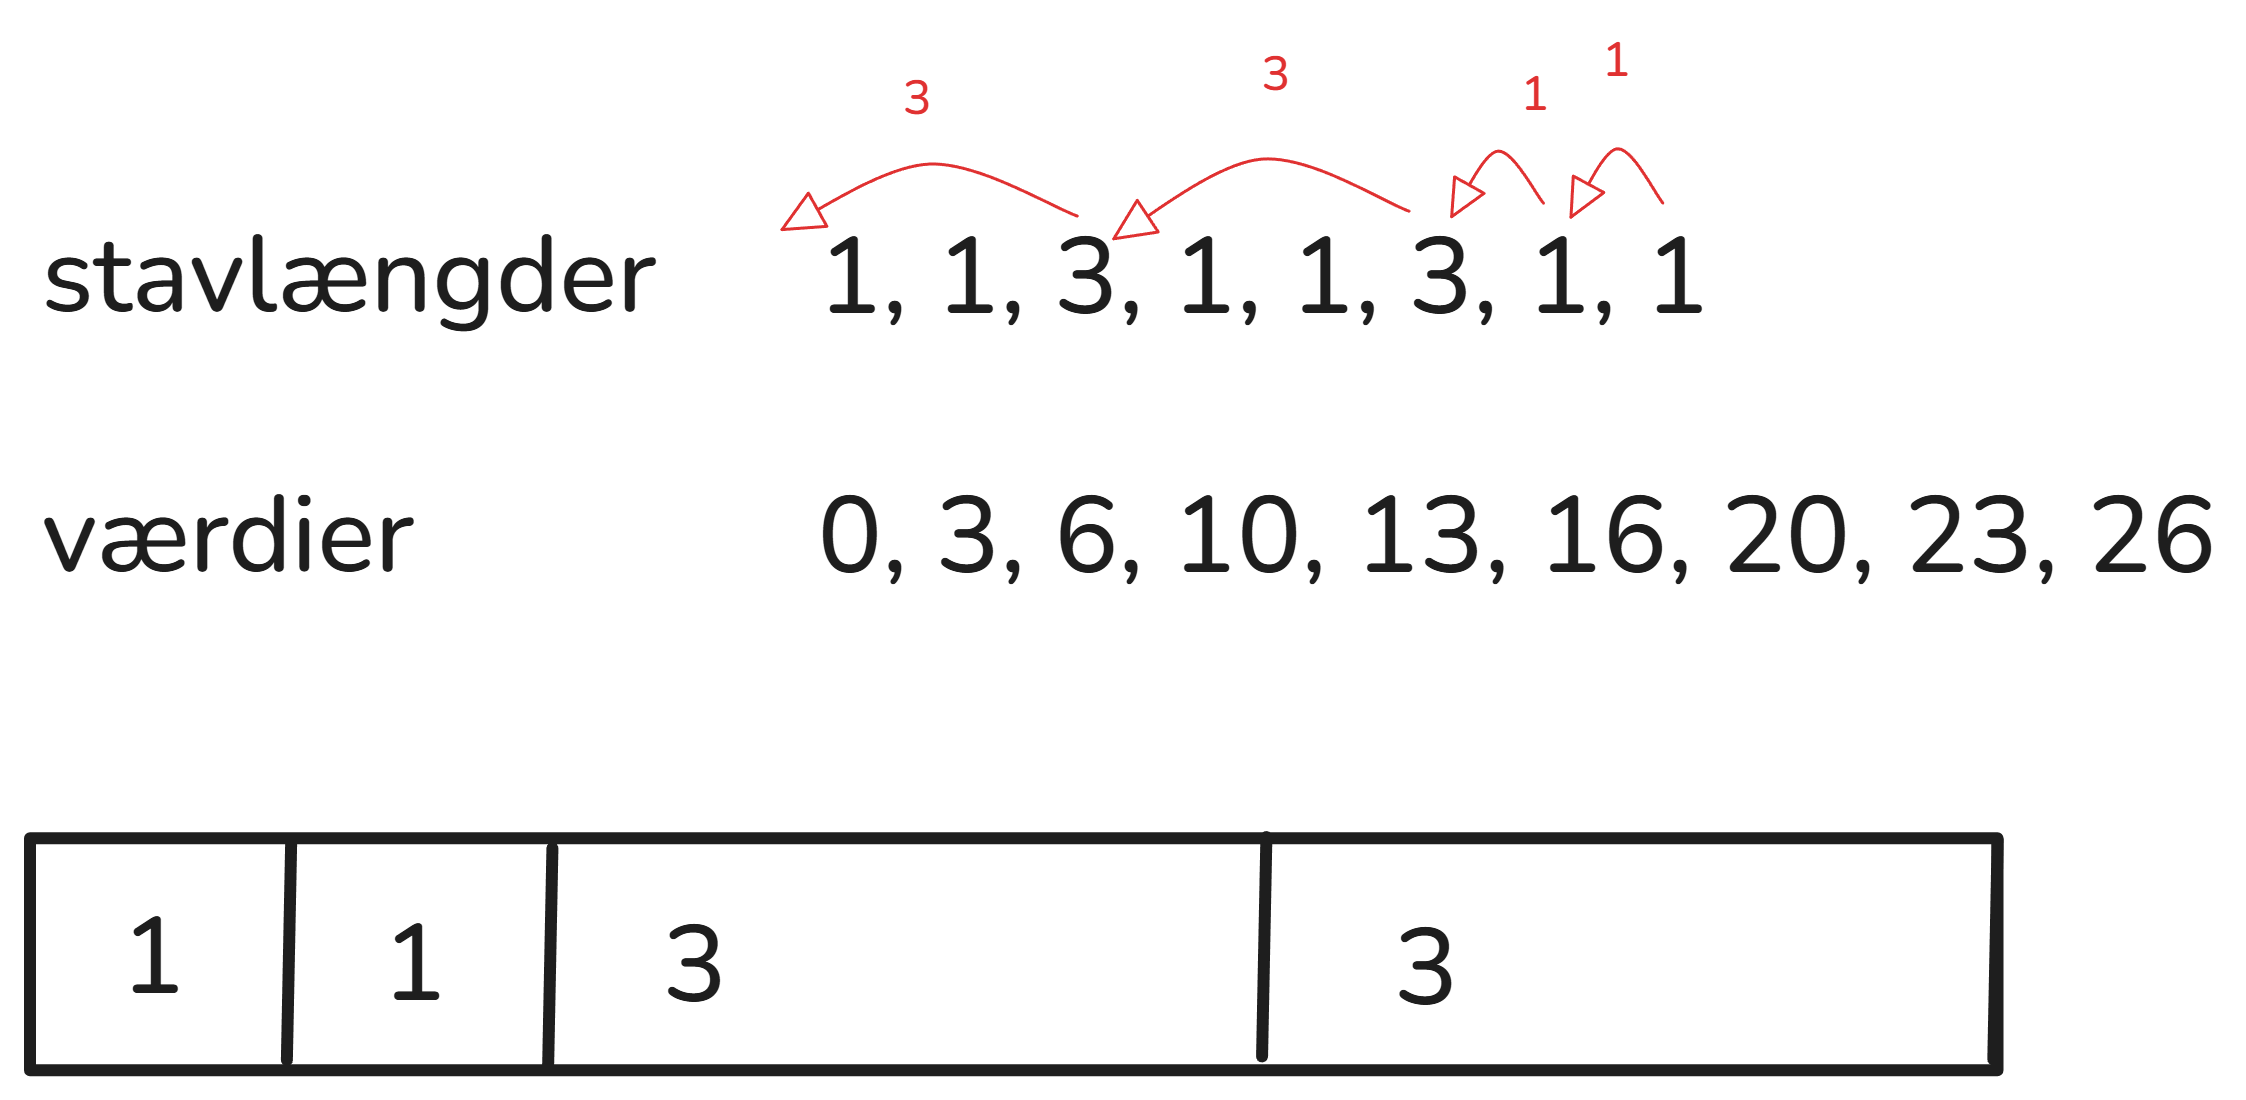 3 3 1 1
stavlængder 1, 1, 3, 1, 1, 3, 1, 1
værdier 0, 3, 6, 10, 13, 16, 20, 23, 26
1 1 3 3